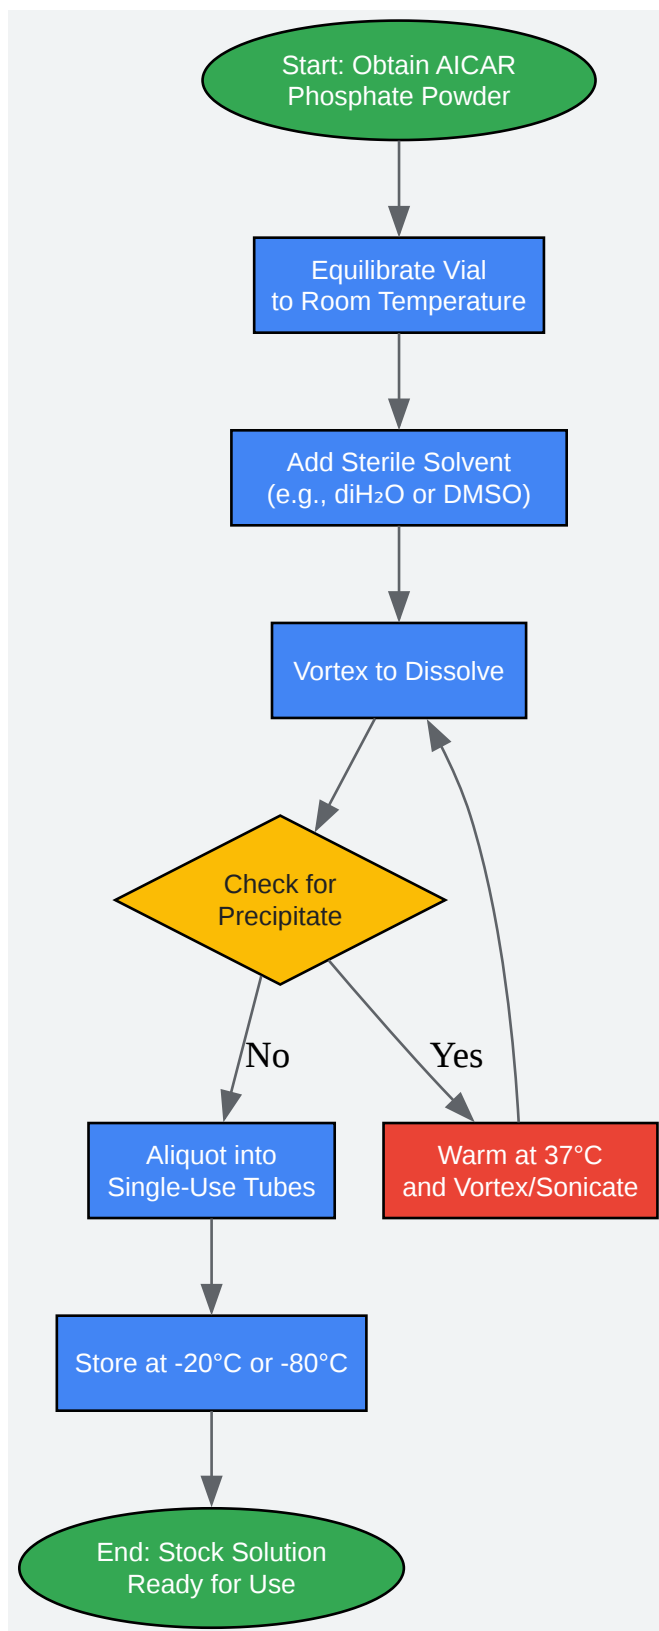 Start: Obtain AICAR
Phosphate Powder
Equilibrate Vial
to Room Temperature
Add Sterile Solvent
(e.g., diH₂O or DMSO)
Vortex to Dissolve
Check for
Precipitate
No
Yes
Aliquot into
Single-Use Tubes
Warm at 37°C
and Vortex/Sonicate
Store at -20°C or -80°C
End: Stock Solution
Ready for Use